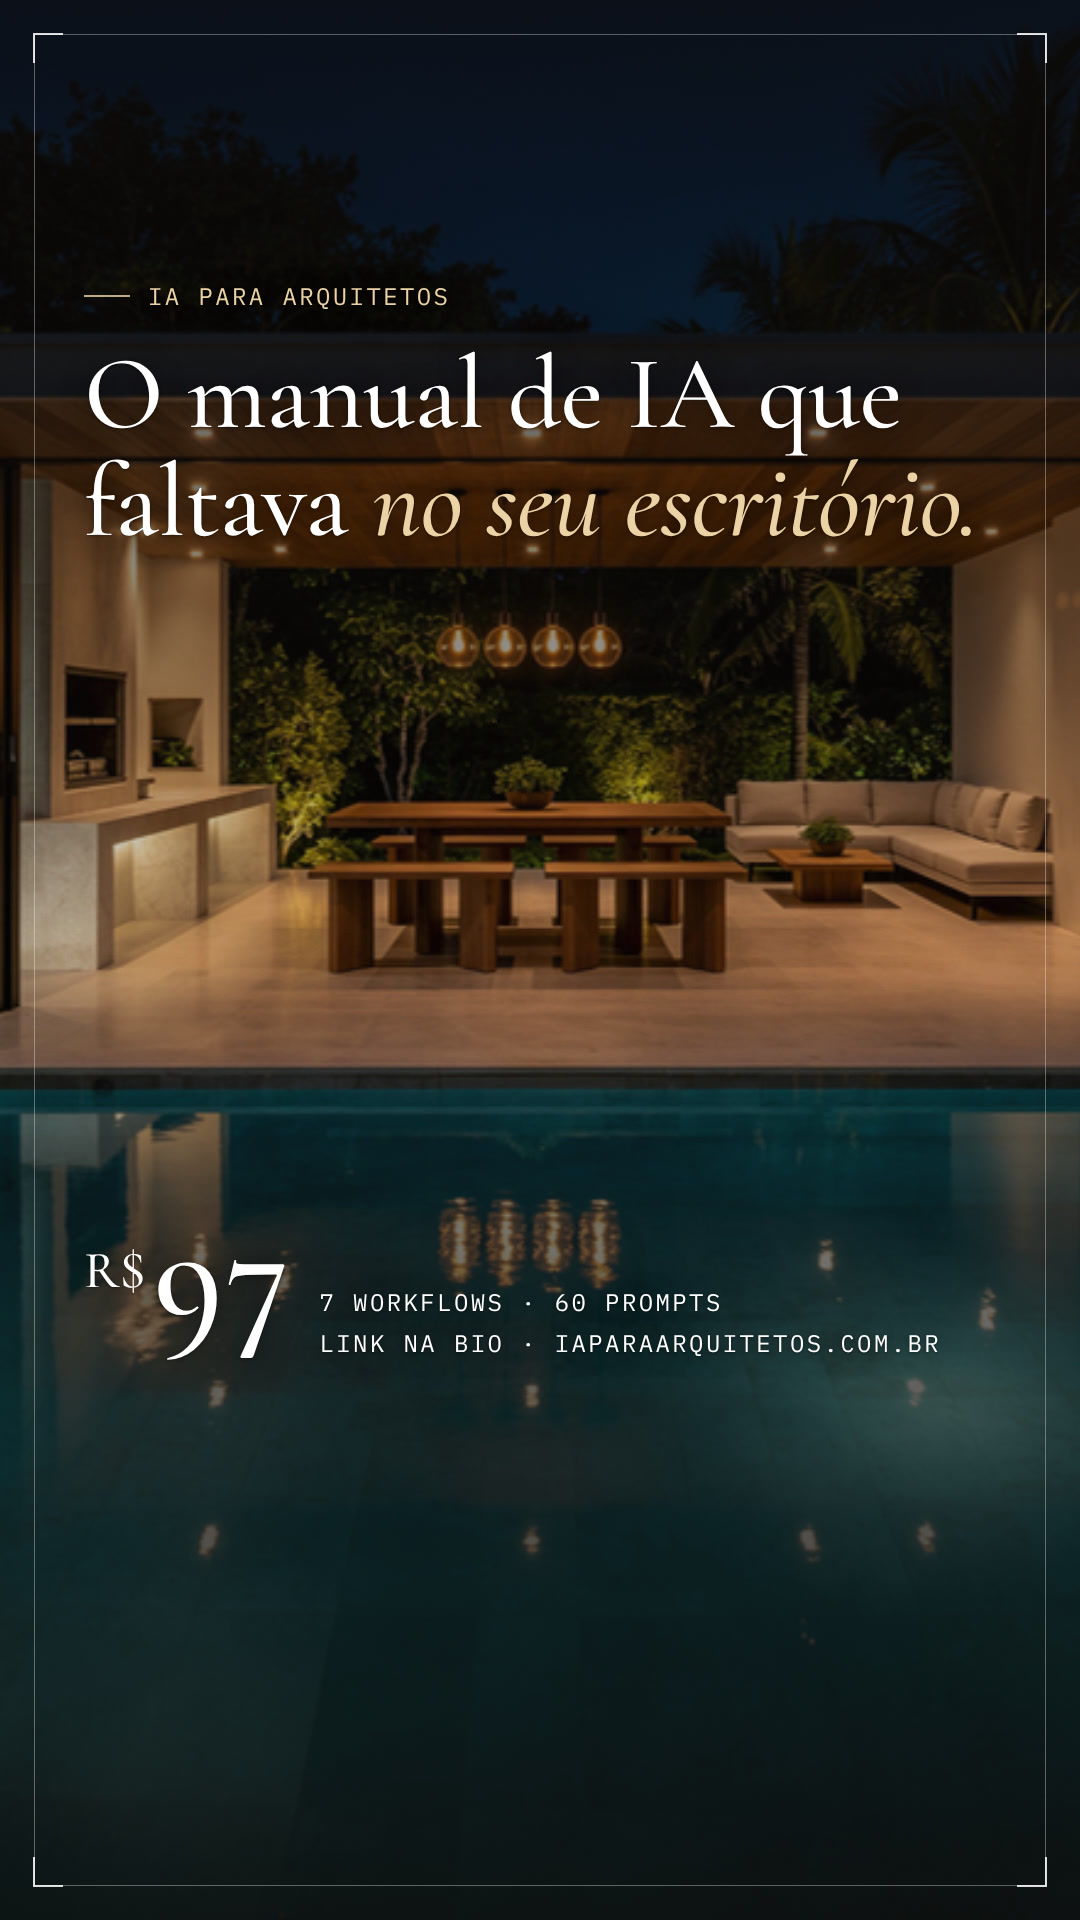 IA PARA ARQUITETOS
O manual de IA que
faltava no seu escritório.
R$97
7 WORKFLOWS · 60 PROMPTS
LINK NA BIO · IAPARAARQUITETOS.COM.BR